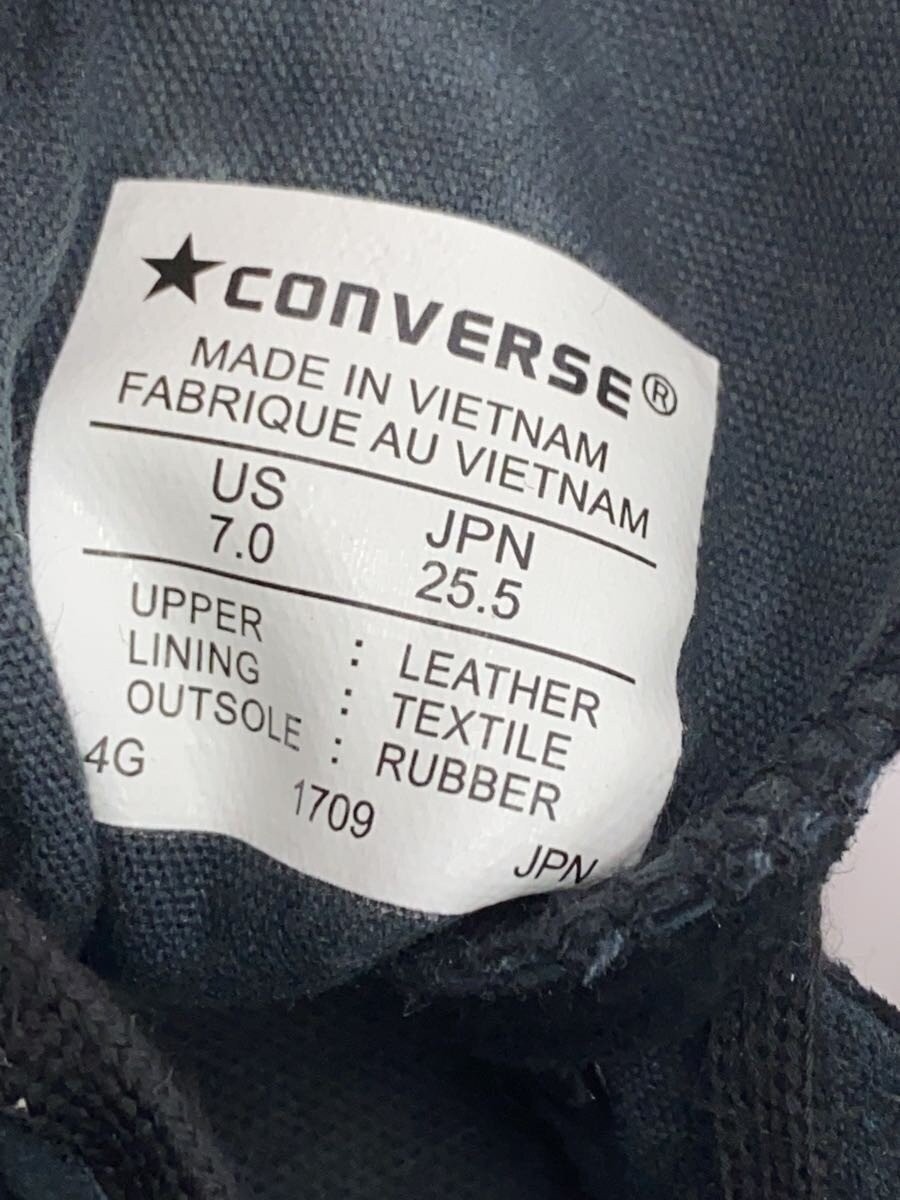 ★CONVERSE®
MADE IN VIETNAM
FABRIQUE AU VIETNAM
US JPN
7.0 25.5
UPPER : LEATHER
LINING : TEXTILE
OUTSOLE : RUBBER
4G 1709 JPN